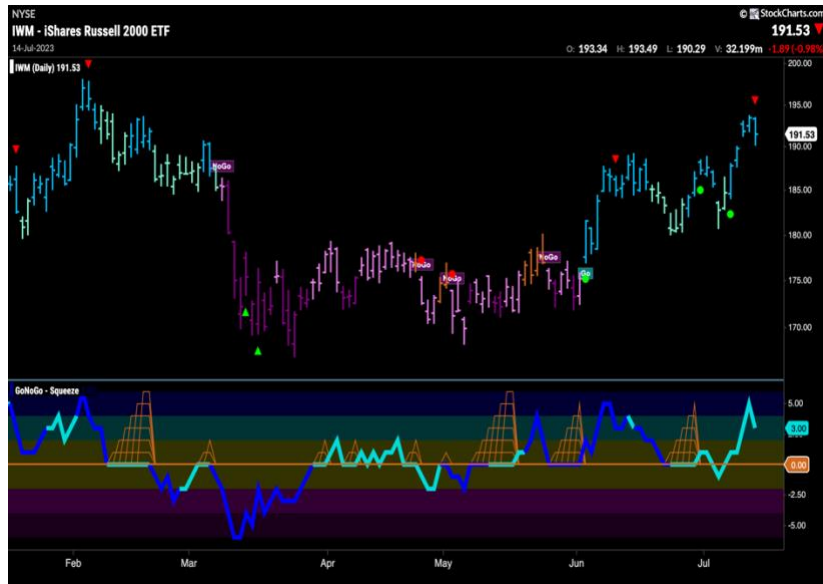 NYSE
© StockCharts.com
IWM - iShares Russell 2000 ETF
191.53
14-Jul-2023
O: 193.34 H: 193.49 L: 190.29 V: 32.199m -1.89 (-0.98%)
IWM (Daily) 191.53
200.00
195.00
191.53
190.00
185.00
180.00
175.00
170.00
NoGo
NoGo
NoGo
NoGo
Go
GoNoGo - Squeeze
5.00
3.00
0.00
-2.50
-5.00
Feb
Mar
Apr
May
Jun
Jul